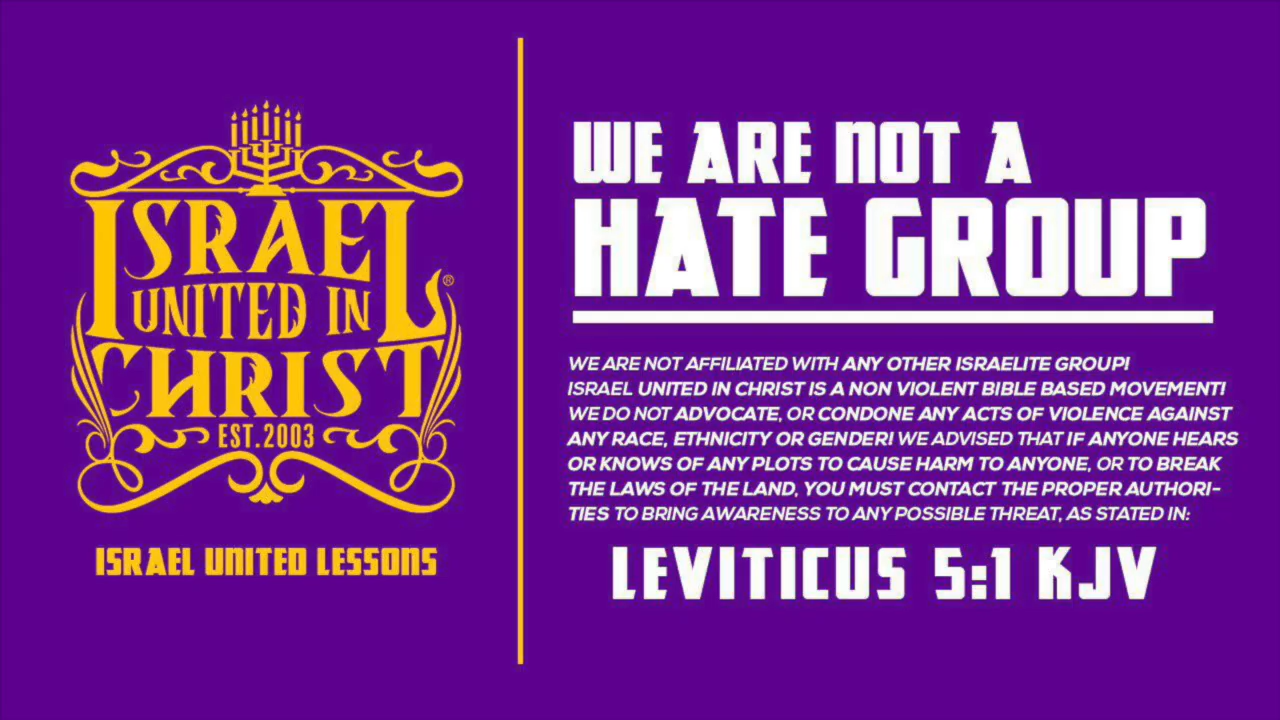 ISRAEL
UNITED IN
CHRIST
®
EST.2003
ISRAEL UNITED LESSONS
WE ARE NOT A
HATE GROUP
WE ARE NOT AFFILIATED WITH ANY OTHER ISRAELITE GROUP!
ISRAEL UNITED IN CHRIST IS A NON VIOLENT BIBLE BASED MOVEMENT!
WE DO NOT ADVOCATE, OR CONDONE ANY ACTS OF VIOLENCE AGAINST
ANY RACE, ETHNICITY OR GENDER! WE ADVISED THAT IF ANYONE HEARS
OR KNOWS OF ANY PLOTS TO CAUSE HARM TO ANYONE, OR TO BREAK
THE LAWS OF THE LAND, YOU MUST CONTACT THE PROPER AUTHORI-
TIES TO BRING AWARENESS TO ANY POSSIBLE THREAT, AS STATED IN:
LEVITICUS 5:1 KJV